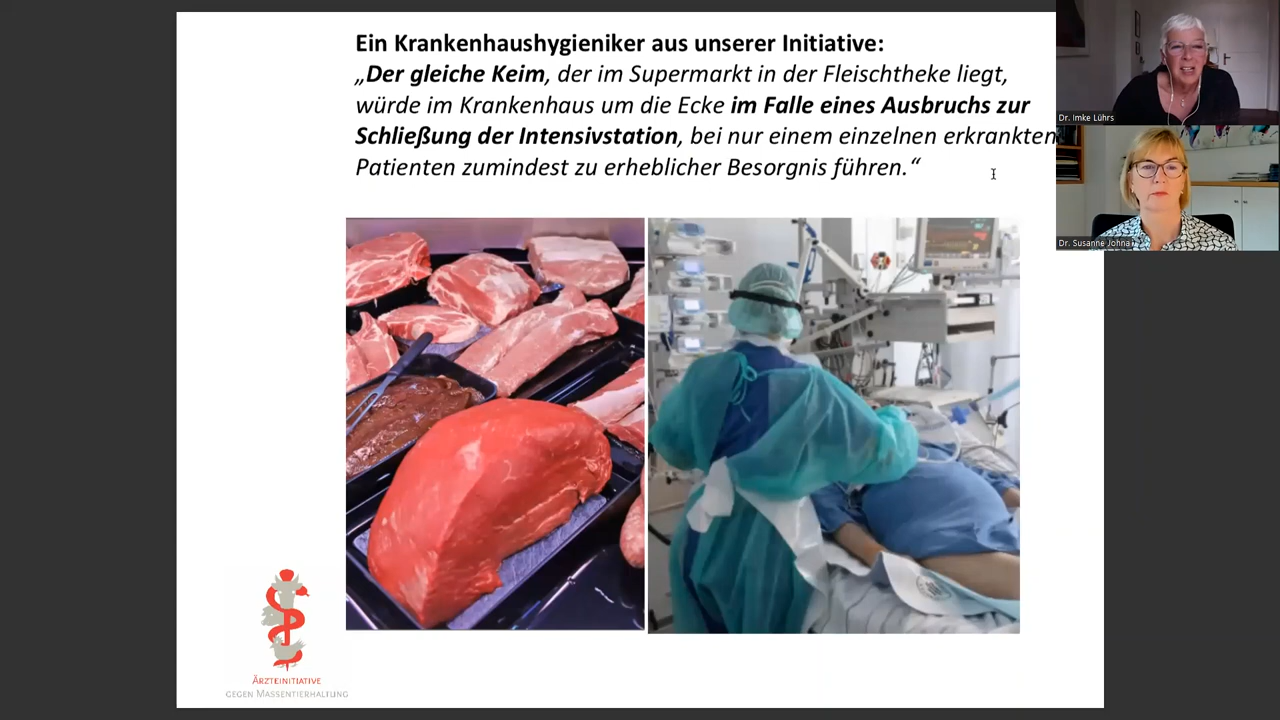 Ein Krankenhaushygieniker aus unserer Initiative:
„Der gleiche Keim, der im Supermarkt in der Fleischtheke liegt,
würde im Krankenhaus um die Ecke im Falle eines Ausbruchs zur
Schließung der Intensivstation, bei nur einem einzelnen erkrankten
Patienten zumindest zu erheblicher Besorgnis führen.“
Dr. Imke Lührs
Dr. Susanne Johna
ÄRZTEINITIATIVE
GEGEN MASSENTIERHALTUNG